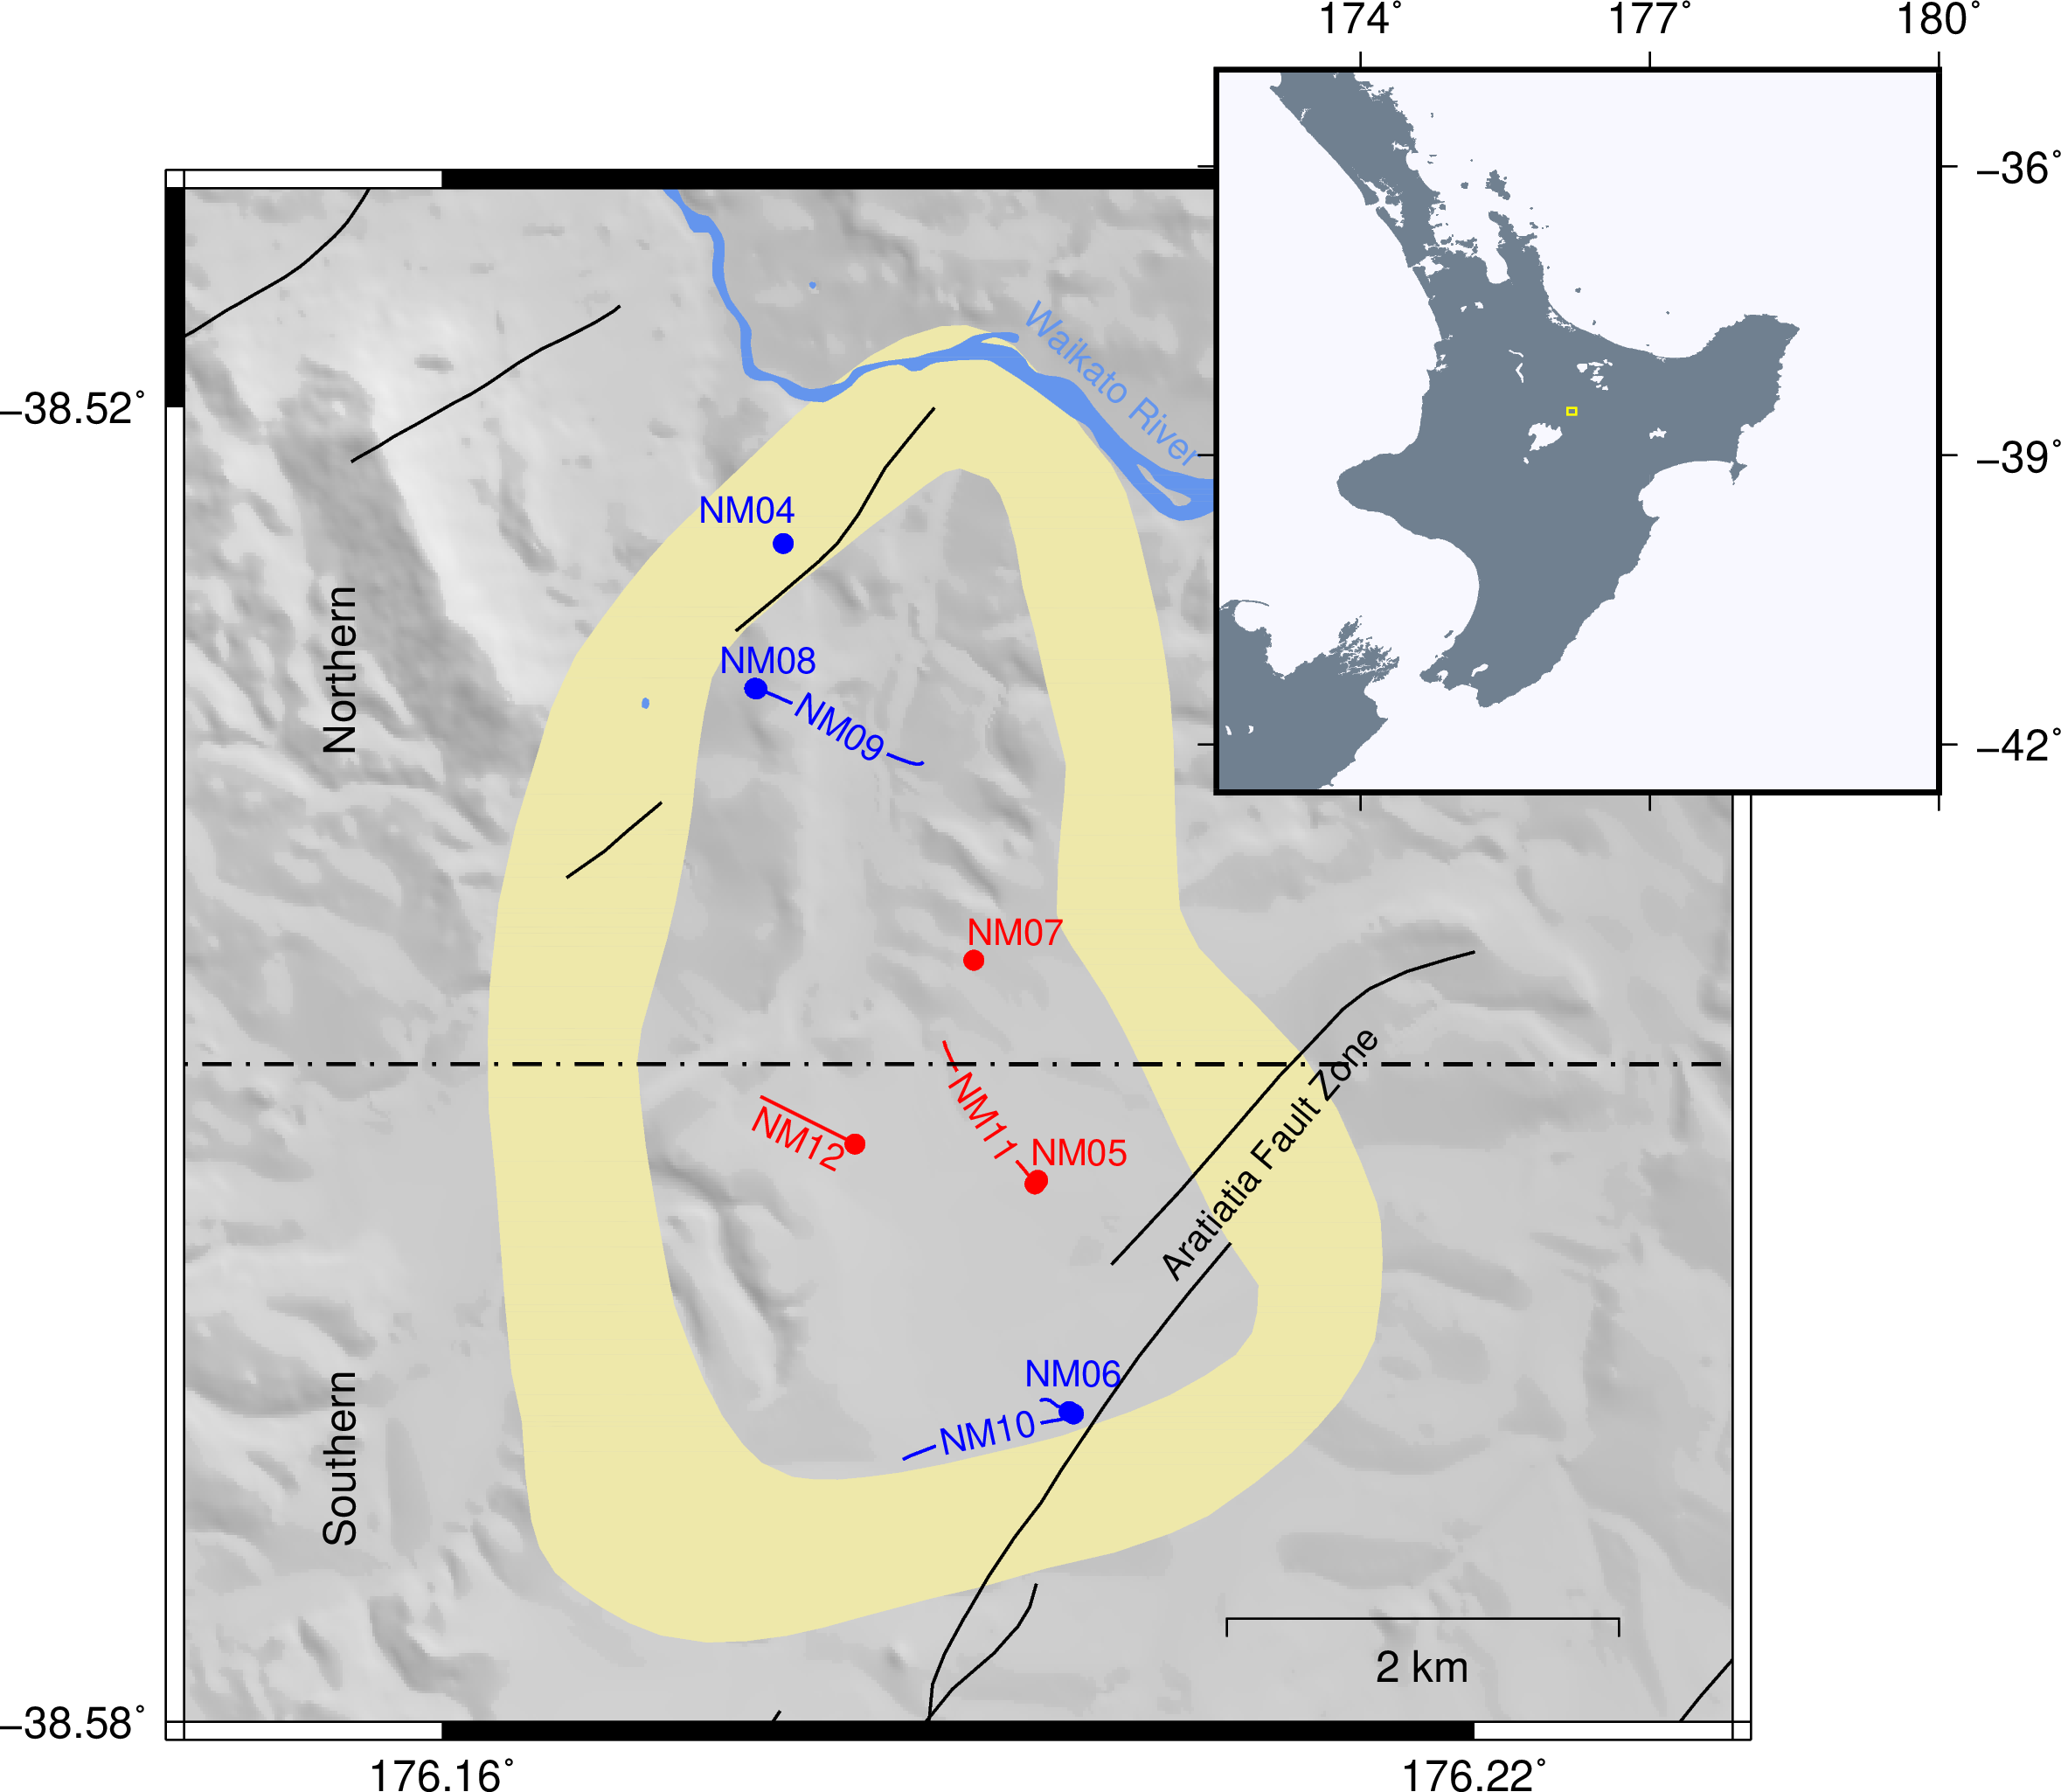 174°
177°
180°
−36°
−39°
−42°
−38.52°
−38.58°
176.16°
176.22°
Waikato River
NM04
NM08
NM09
Northern
NM07
NM11
NM12
NM05
Aratiatia Fault Zone
NM06
NM10
Southern
2 km